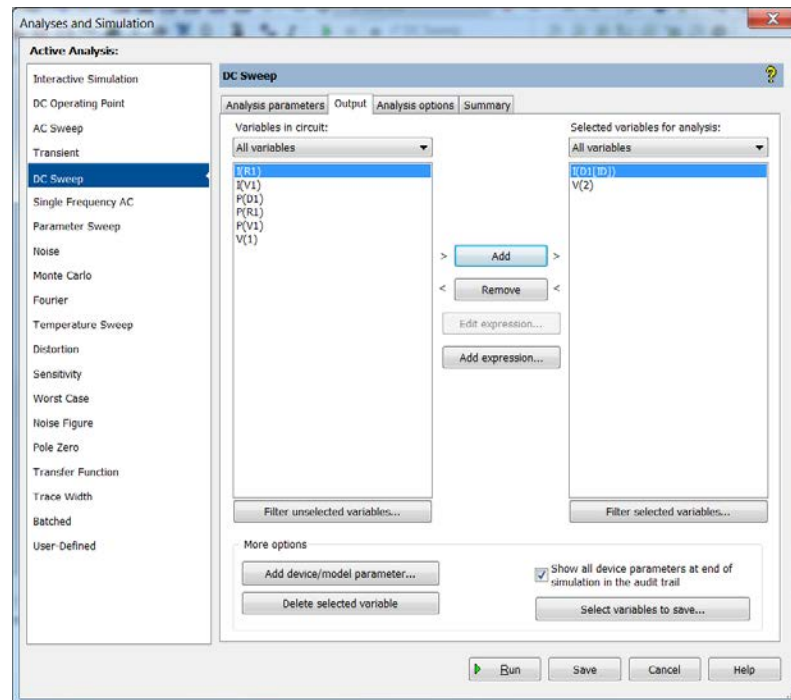 Analyses and Simulation
Active Analysis:
Interactive Simulation
DC Operating Point
AC Sweep
Transient
DC Sweep
Single Frequency AC
Parameter Sweep
Noise
Monte Carlo
Fourier
Temperature Sweep
Distortion
Sensitivity
Worst Case
Noise Figure
Pole Zero
Transfer Function
Trace Width
Batched
User-Defined
DC Sweep
Analysis parameters Output Analysis options Summary
Variables in circuit:
All variables
I(R1)
I(V1)
P(D1)
P(R1)
P(V1)
V(1)
Filter unselected variables...
> Add >
< Remove <
Edit expression...
Add expression...
Selected variables for analysis:
All variables
I(D1[ID])
V(2)
Filter selected variables...
More options
Add device/model parameter...
Delete selected variable
Show all device parameters at end of
simulation in the audit trail
Select variables to save...
Run Save Cancel Help